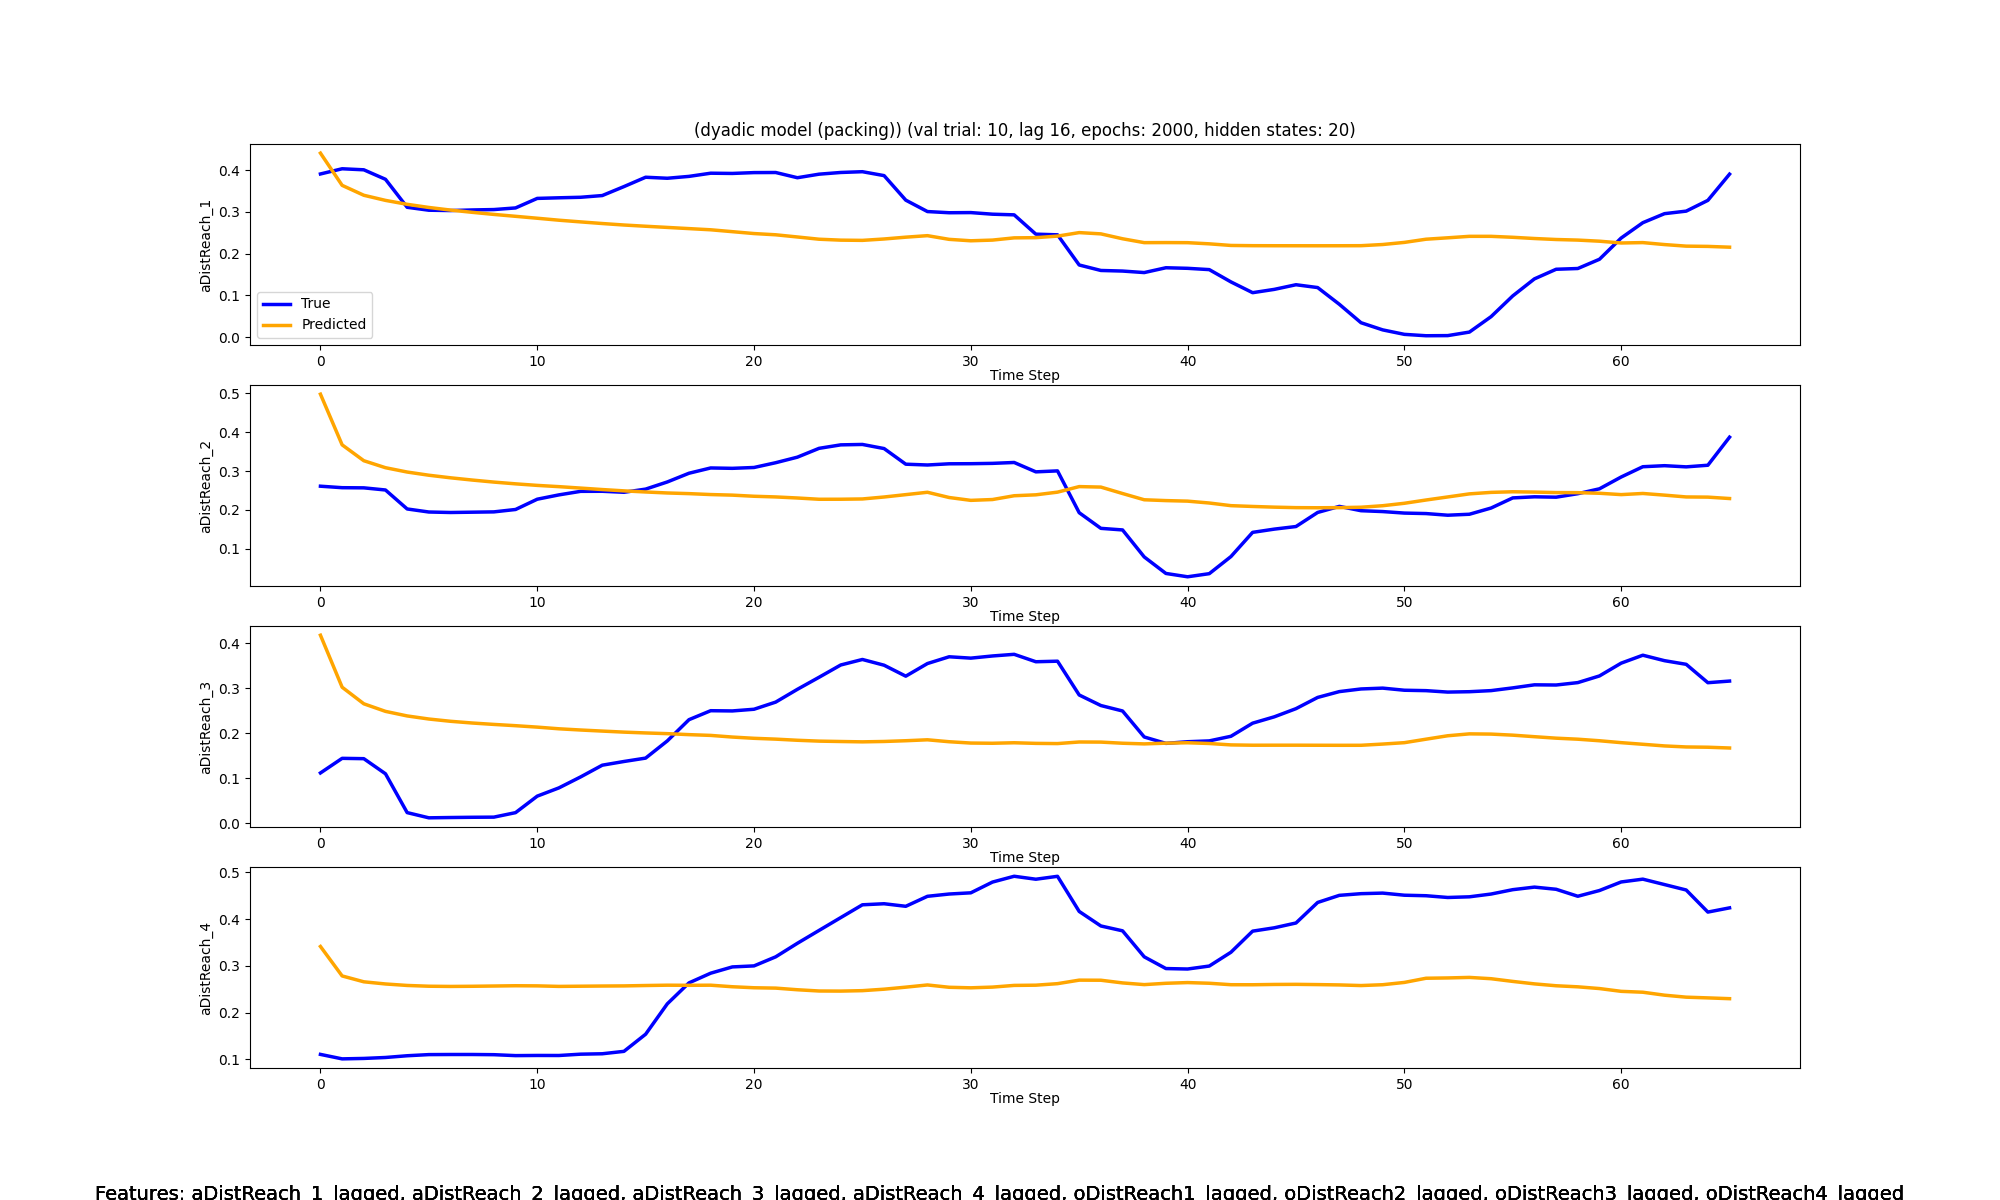 (dyadic model (packing)) (val trial: 10, lag 16, epochs: 2000, hidden states: 20)
aDistReach_1
0.4
0.3
0.2
0.1
0.0
True
Predicted
0 10 20 30 40 50 60
Time Step
aDistReach_2
0.5
0.4
0.3
0.2
0.1
0 10 20 30 40 50 60
Time Step
aDistReach_3
0.4
0.3
0.2
0.1
0.0
0 10 20 30 40 50 60
Time Step
aDistReach_4
0.5
0.4
0.3
0.2
0.1
0 10 20 30 40 50 60
Time Step
Features: aDistReach_1_lagged, aDistReach_2_lagged, aDistReach_3_lagged, aDistReach_4_lagged, oDistReach1_lagged, oDistReach2_lagged, oDistReach3_lagged, oDistReach4_lagged